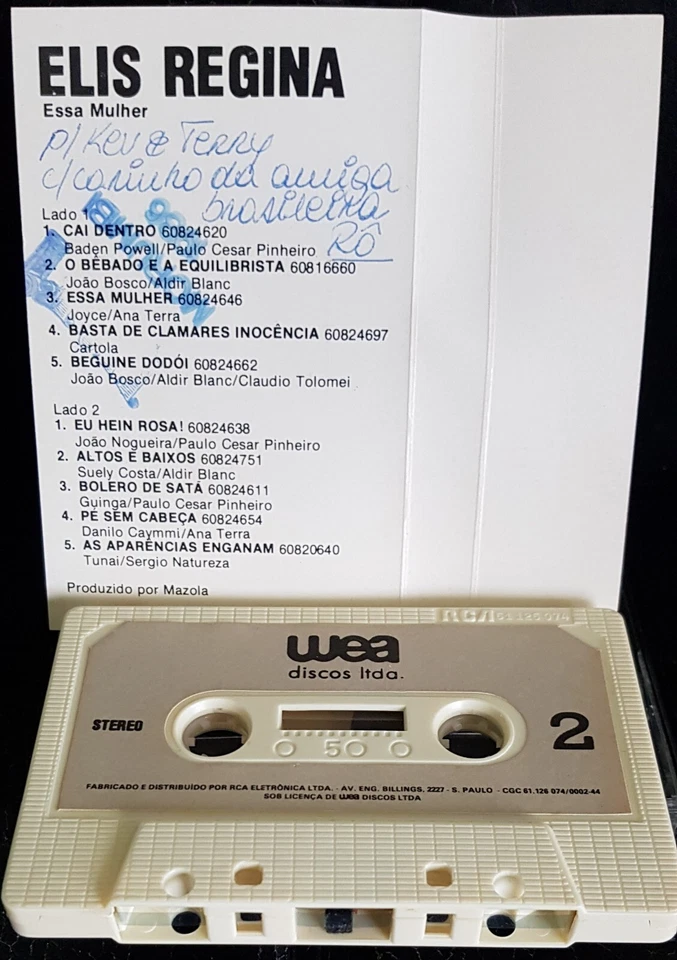 ELIS REGINA
Essa Mulher
p/ Kev & Terry
c/ carinho da amiga
brasileira
Rô
Lado 1
1. CAI DENTRO 60824620
Baden Powell/Paulo Cesar Pinheiro
2. O BÊBADO E A EQUILIBRISTA 60816660
João Bosco/Aldir Blanc
3. ESSA MULHER 60824646
Joyce/Ana Terra
4. BASTA DE CLAMARES INOCÊNCIA 60824697
Cartola
5. BEGUINE DODÓI 60824662
João Bosco/Aldir Blanc/Claudio Tolomei
Lado 2
1. EU HEIN ROSA! 60824638
João Nogueira/Paulo Cesar Pinheiro
2. ALTOS E BAIXOS 60824751
Suely Costa/Aldir Blanc
3. BOLERO DE SATÁ 60824611
Guinga/Paulo Cesar Pinheiro
4. PÉ SEM CABEÇA 60824654
Danilo Caymmi/Ana Terra
5. AS APARÊNCIAS ENGANAM 60820640
Tunai/Sergio Natureza
Produzido por Mazola
RCA 61.126.074
wea
discos ltda.
STEREO
50
2
FABRICADO E DISTRIBUÍDO POR RCA ELETRÔNICA LTDA. - AV. ENG. BILLINGS, 2227 - S. PAULO - CGC 61.126 074/0002-44
SOB LICENÇA DE wea DISCOS LTDA